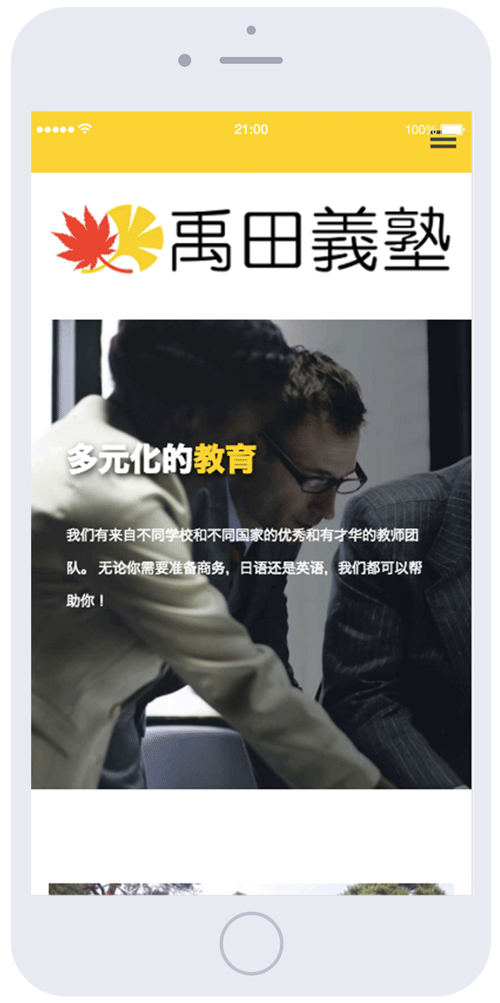 21:00
100%
禹田義塾
多元化的教育
我们有来自不同学校和不同国家的优秀和有才华的教师团
队。 无论你需要准备商务，日语还是英语，我们都可以帮
助你！